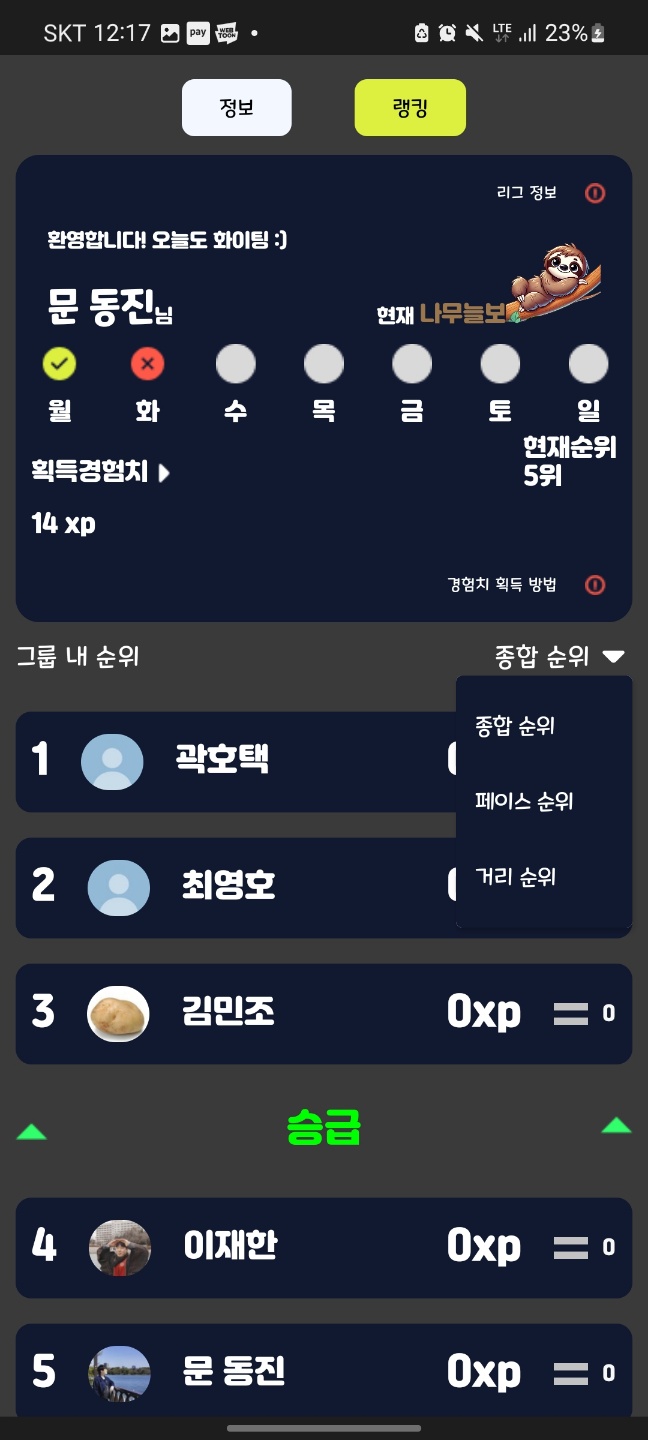 SKT 12:17 pay WEB TOON LTE 23%
정보 랭킹
리그 정보
환영합니다! 오늘도 화이팅 :)
문 동진님
현재 나무늘보
월 화 수 목 금 토 일
현재순위
획득경험치
5위
14 xp
경험치 획득 방법
그룹 내 순위 종합 순위
종합 순위
1 곽호택
페이스 순위
2 최영호
거리 순위
3 김민조 0xp 0
승급
4 이재한 0xp 0
5 문 동진 0xp 0